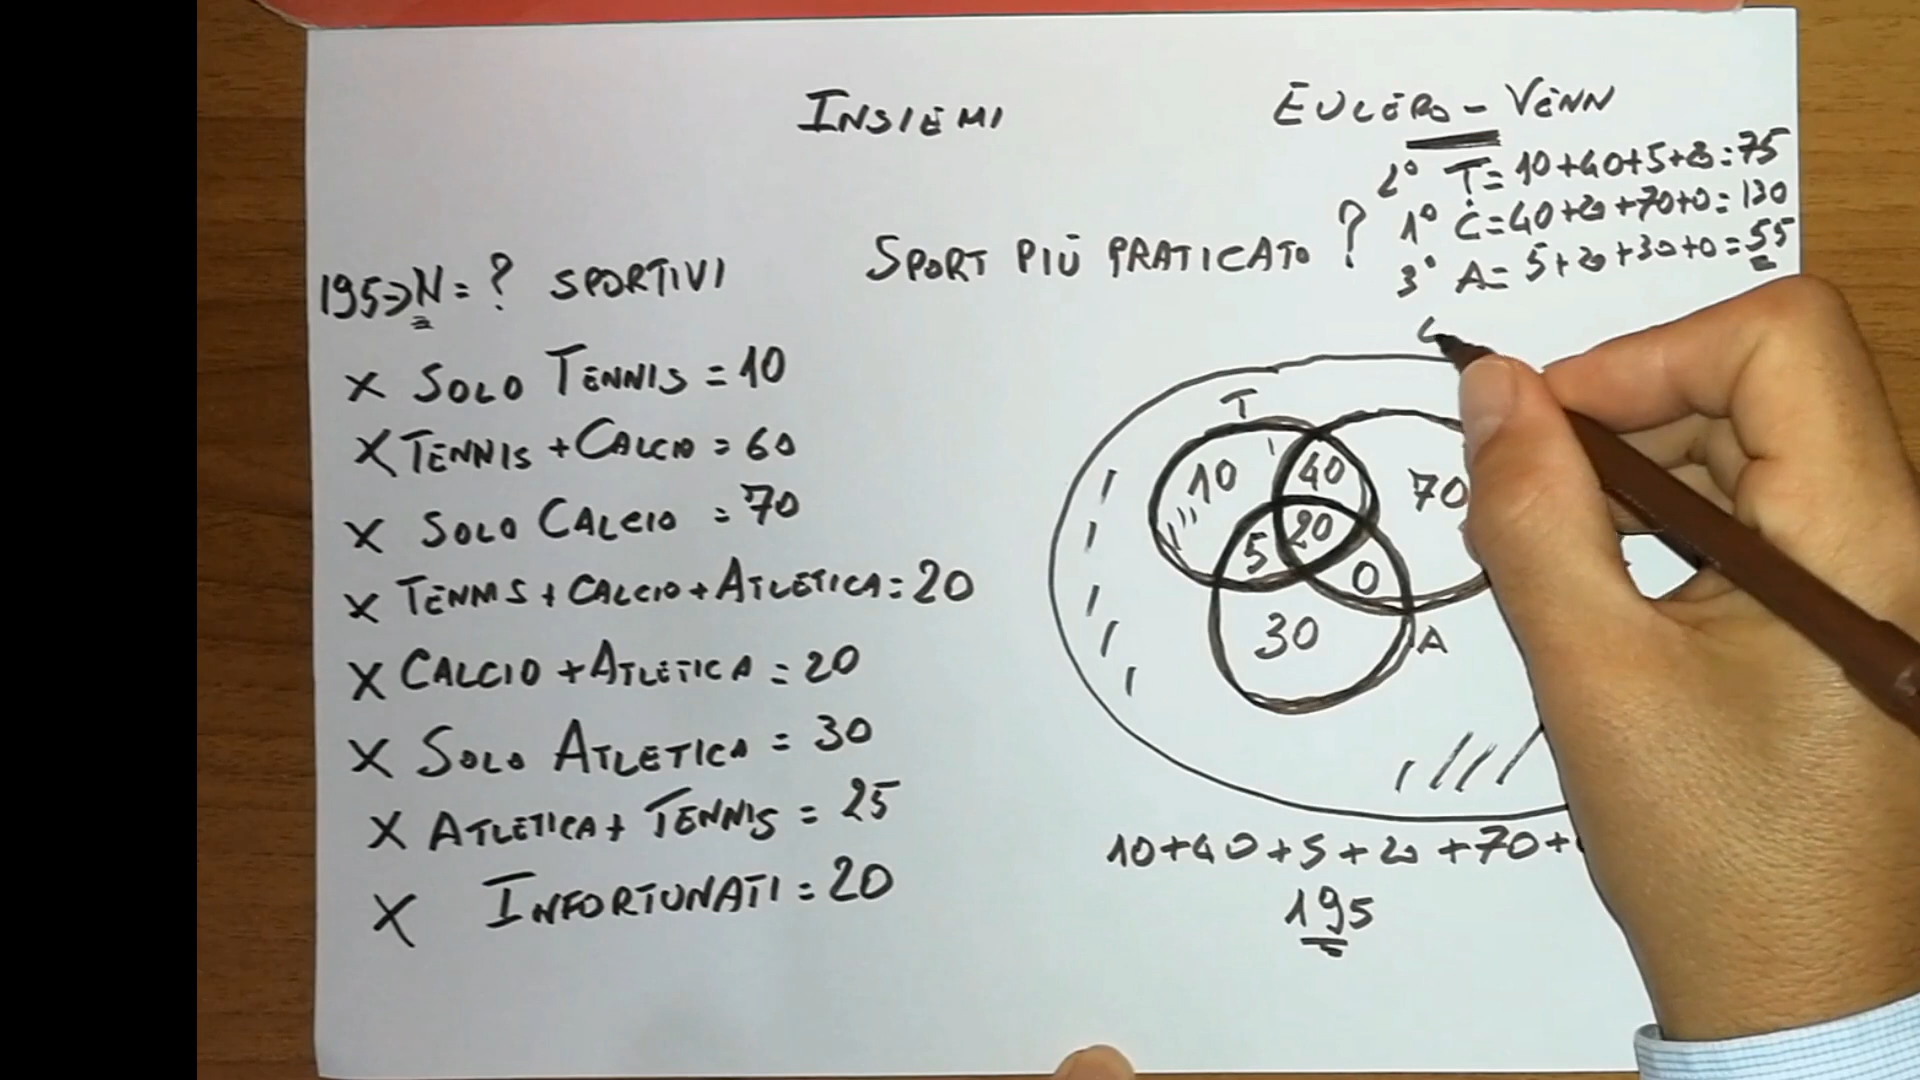 INSIEMI
EULERO - VENN
2° T = 10+40+5+20=75
1° C = 40+20+70+0=130
3° A = 5+20+30+0=55
SPORT PIÙ PRATICATO ?
195⇒N = ? SPORTIVI
X SOLO TENNIS = 10
X TENNIS + CALCIO = 60
X SOLO CALCIO = 70
X TENNIS + CALCIO + ATLETICA = 20
X CALCIO + ATLETICA = 20
X SOLO ATLETICA = 30
X ATLETICA + TENNIS = 25
X INFORTUNATI = 20
T
10 40 70
5 20
0
30
A
10+40+5+20+70+
195